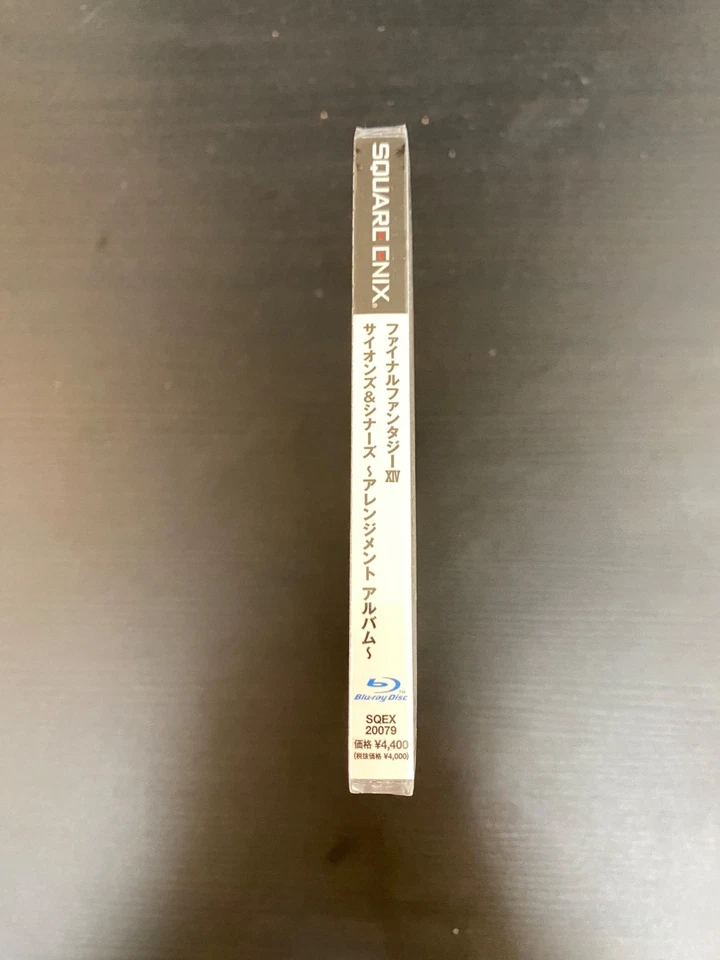 SQUARE ENIX®
ファイナルファンタジーXIV
サイオンズ&シナーズ ～アレンジメント アルバム～
Blu-ray Disc™
SQEX
20079
価格 ¥4,400
(税抜価格 ¥4,000)